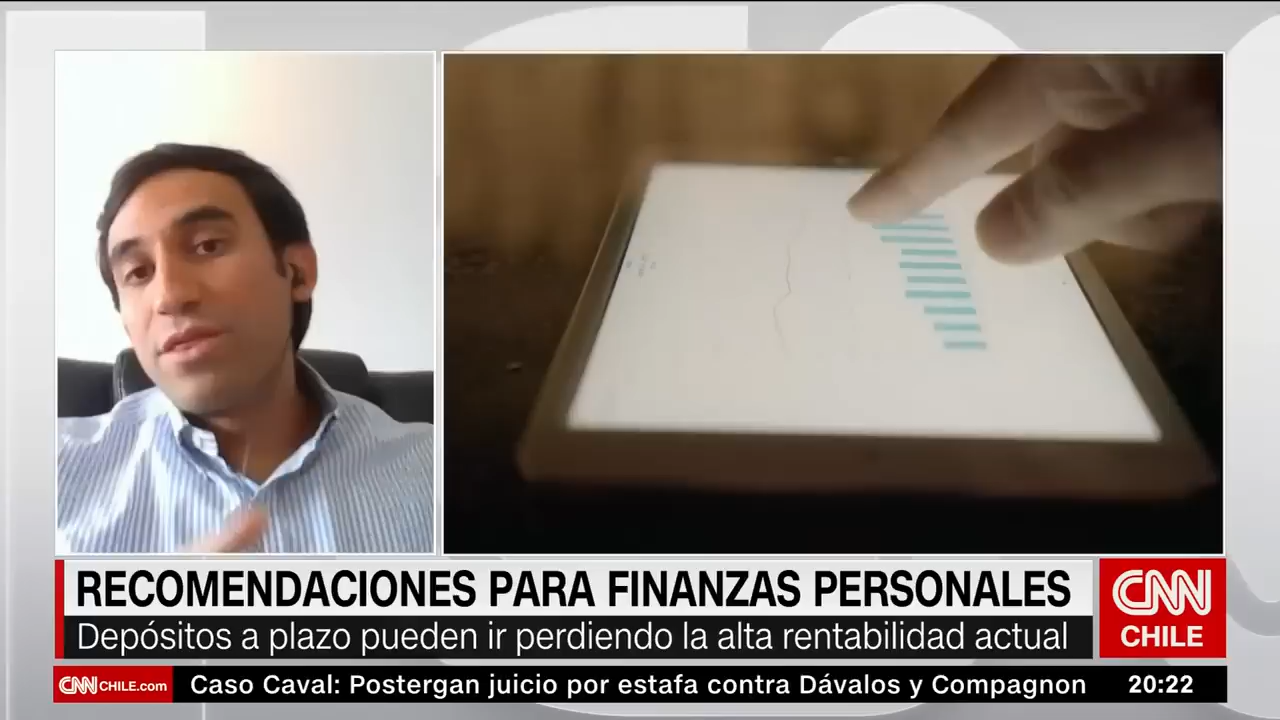 RECOMENDACIONES PARA FINANZAS PERSONALES
Depósitos a plazo pueden ir perdiendo la alta rentabilidad actual
CNN
CHILE
CNNCHILE.com
Caso Caval: Postergan juicio por estafa contra Dávalos y Compagnon
20:22